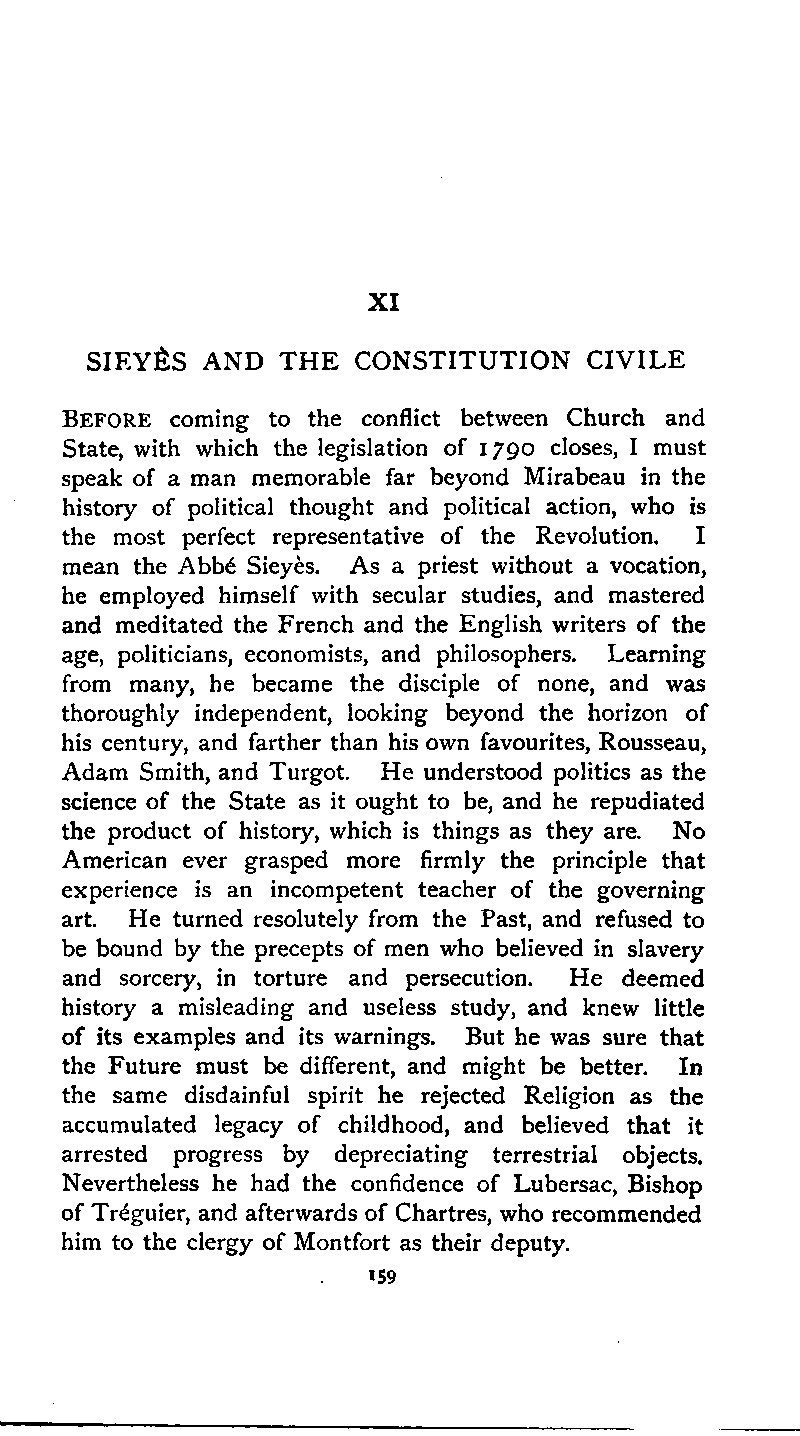 XI
SIEYÈS AND THE CONSTITUTION CIVILE
BEFORE coming to the conflict between Church and
State, with which the legislation of 1790 closes, I must
speak of a man memorable far beyond Mirabeau in the
history of political thought and political action, who is
the most perfect representative of the Revolution. I
mean the Abbé Sieyès. As a priest without a vocation,
he employed himself with secular studies, and mastered
and meditated the French and the English writers of the
age, politicians, economists, and philosophers. Learning
from many, he became the disciple of none, and was
thoroughly independent, looking beyond the horizon of
his century, and farther than his own favourites, Rousseau,
Adam Smith, and Turgot. He understood politics as the
science of the State as it ought to be, and he repudiated
the product of history, which is things as they are. No
American ever grasped more firmly the principle that
experience is an incompetent teacher of the governing
art. He turned resolutely from the Past, and refused to
be bound by the precepts of men who believed in slavery
and sorcery, in torture and persecution. He deemed
history a misleading and useless study, and knew little
of its examples and its warnings. But he was sure that
the Future must be different, and might be better. In
the same disdainful spirit he rejected Religion as the
accumulated legacy of childhood, and believed that it
arrested progress by depreciating terrestrial objects.
Nevertheless he had the confidence of Lubersac, Bishop
of Tréguier, and afterwards of Chartres, who recommended
him to the clergy of Montfort as their deputy.
159